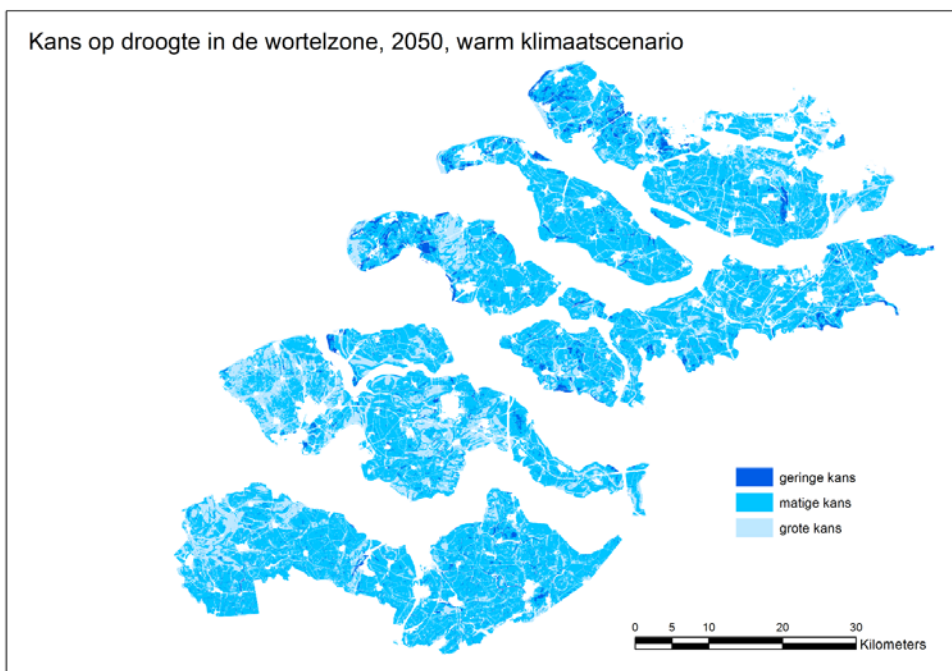 Kans op droogte in de wortelzone, 2050, warm klimaatscenario
geringe kans
matige kans
grote kans
0 5 10 20 30
Kilometers